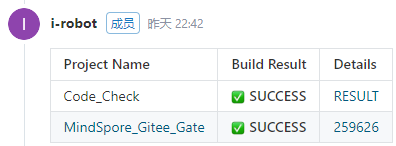 I i-robot 成员 昨天 22:42
Project Name Build Result Details
Code_Check ✅ SUCCESS RESULT
MindSpore_Gitee_Gate ✅ SUCCESS 259626